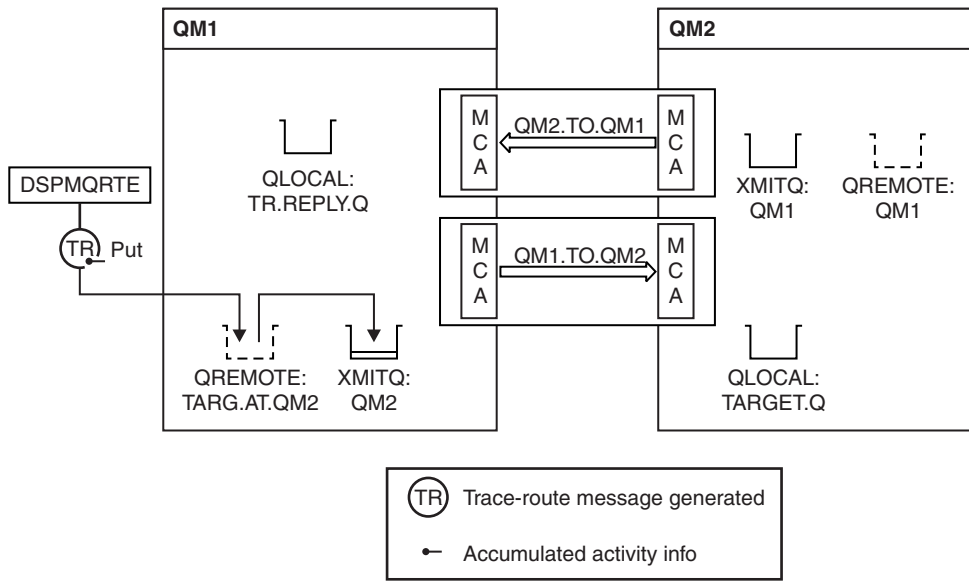 QM1
QM2
M
C
A
QM2.TO.QM1
M
C
A
QLOCAL:
TR.REPLY.Q
XMITQ:
QM1
QREMOTE:
QM1
DSPMQRTE
TR
Put
M
C
A
QM1.TO.QM2
M
C
A
QREMOTE:
TARG.AT.QM2
XMITQ:
QM2
QLOCAL:
TARGET.Q
TR Trace-route message generated
Accumulated activity info